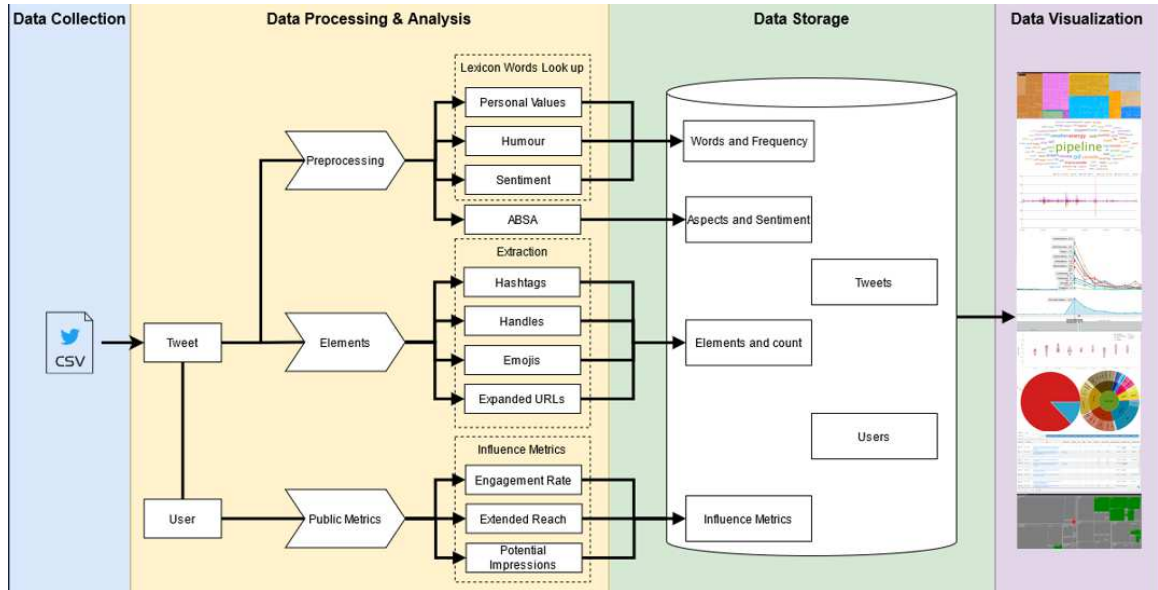 Data Collection
Data Processing & Analysis
Data Storage
Data Visualization
Lexicon Words Look up
Personal Values
Humour
Sentiment
ABSA
Preprocessing
Words and Frequency
Aspects and Sentiment
Extraction
Hashtags
Handles
Emojis
Expanded URLs
Elements
Elements and count
Tweets
Users
CSV
Tweet
User
Influence Metrics
Engagement Rate
Extended Reach
Potential
Impressions
Public Metrics
Influence Metrics
pipeline
energy